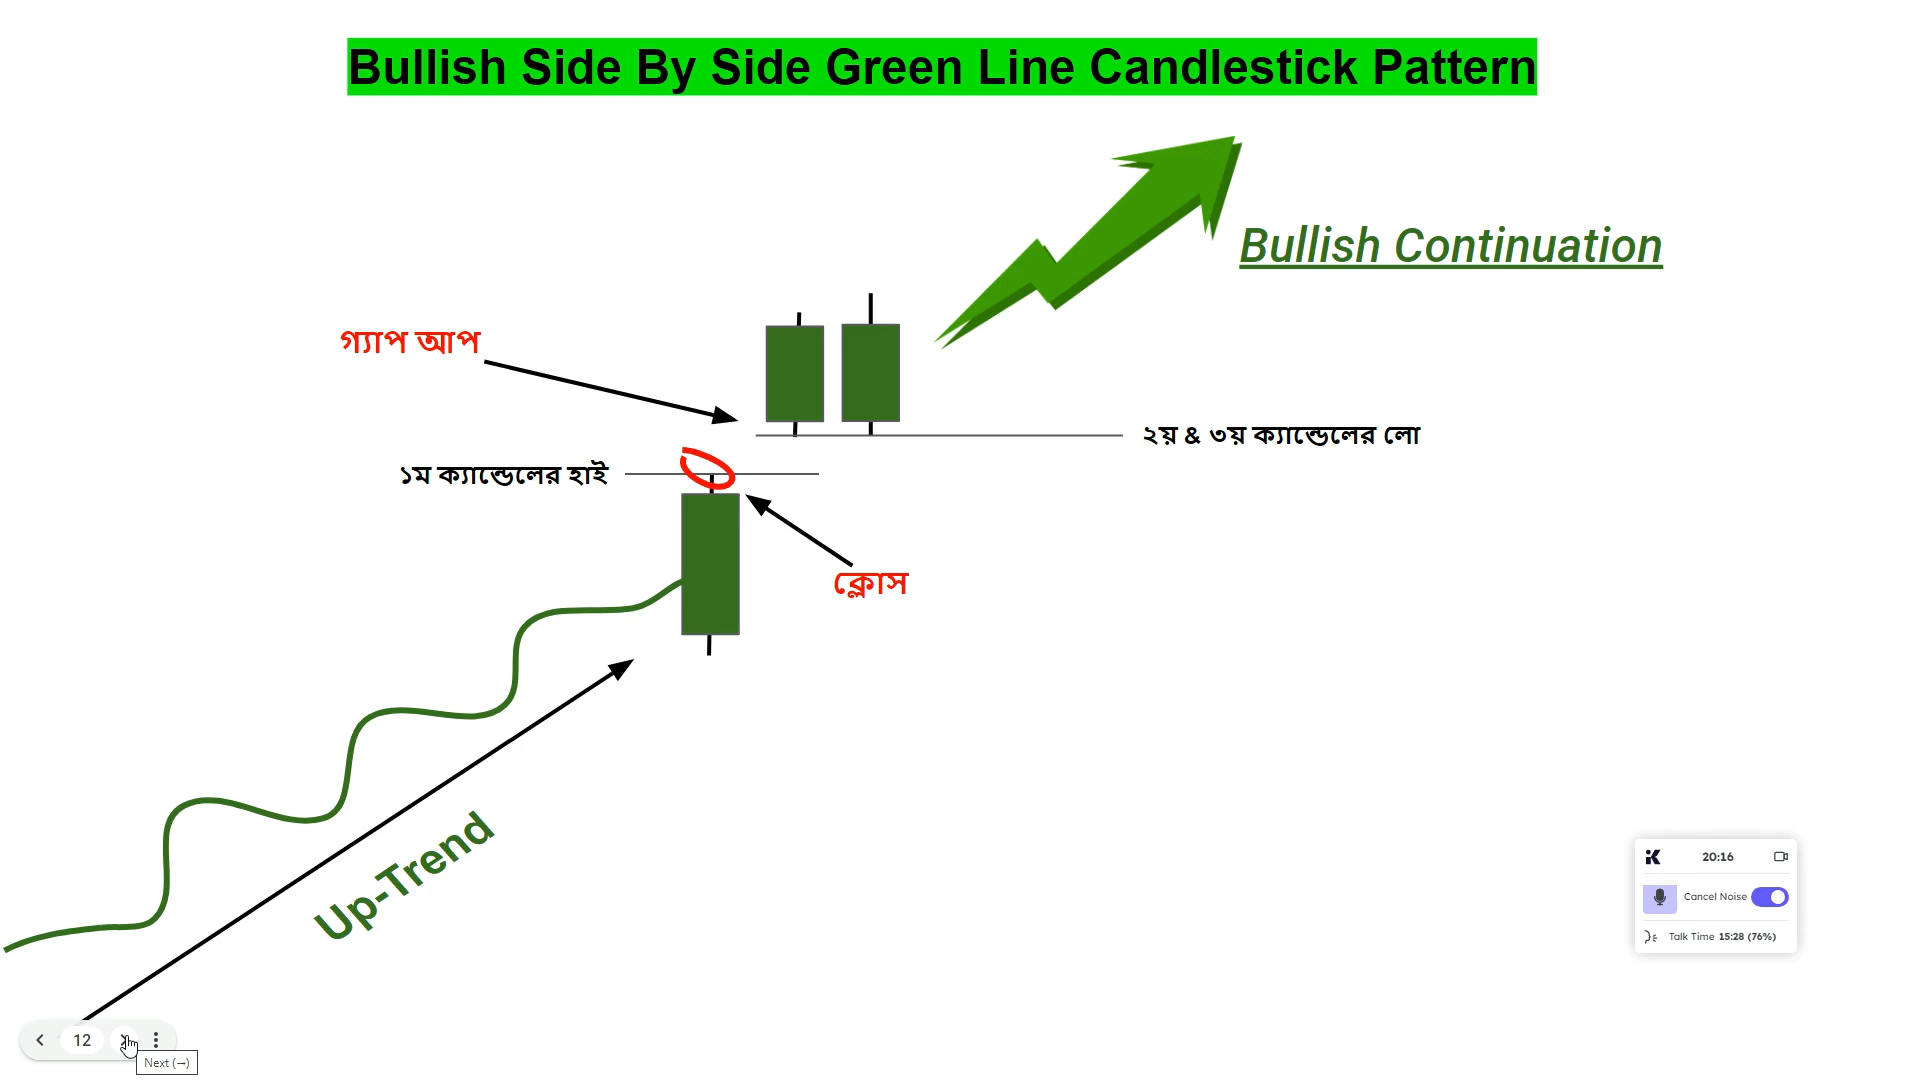 Bullish Side By Side Green Line Candlestick Pattern
Bullish Continuation
গ্যাপ আপ
২য় & ৩য় ক্যান্ডেলের লো
১ম ক্যান্ডেলের হাই
ক্লোস
Up-Trend
20:16
Cancel Noise
Talk Time 15:28 (76%)
12
Next (→)